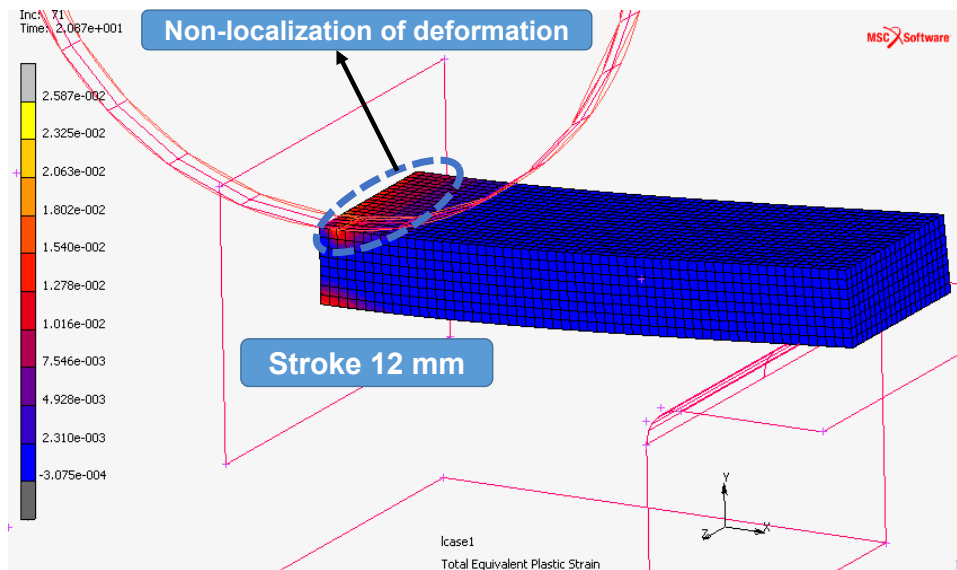 Inc: 71
Time: 2.087e+001
Non-localization of deformation
MSC Software
2.587e-002
2.325e-002
2.063e-002
1.802e-002
1.540e-002
1.278e-002
1.016e-002
7.546e-003
4.928e-003
2.310e-003
-3.075e-004
Stroke 12 mm
Y
Z
X
lcase1
Total Equivalent Plastic Strain